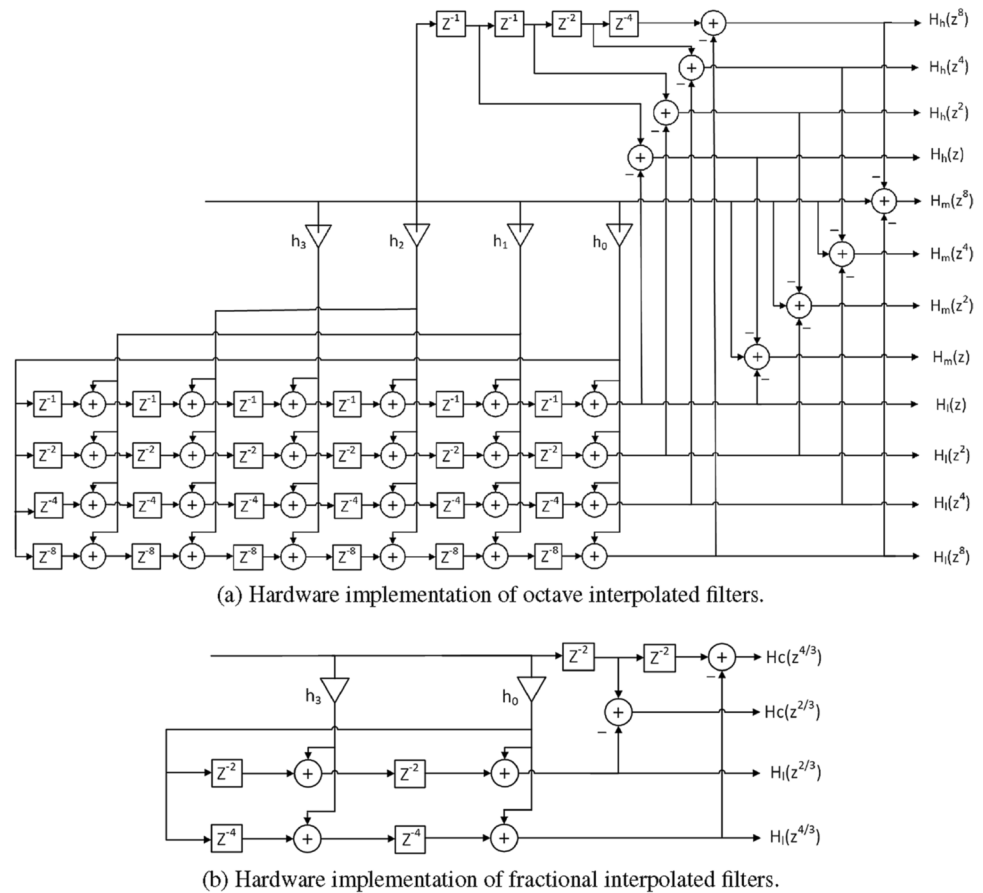 Z-1 Z-1 Z-2 Z-4 + Hh(z8)
−
+ Hh(z4)
−
+ Hh(z2)
−
+ Hh(z)
−
−
+ Hm(z8)
−
h3 h2 h1 h0
−
+ Hm(z4)
−
−
+ Hm(z2)
−
−
+ Hm(z)
−
Z-1 + Z-1 + Z-1 + Z-1 + Z-1 + Z-1 + Hl(z)
Z-2 + Z-2 + Z-2 + Z-2 + Z-2 + Z-2 + Hl(z2)
Z-4 + Z-4 + Z-4 + Z-4 + Z-4 + Z-4 + Hl(z4)
Z-8 + Z-8 + Z-8 + Z-8 + Z-8 + Z-8 + Hl(z8)
(a) Hardware implementation of octave interpolated filters.
Z-2 Z-2 + Hc(z4/3)
−
h3 h0
+ Hc(z2/3)
−
Z-2 + Z-2 + Hl(z2/3)
Z-4 + Z-4 + Hl(z4/3)
(b) Hardware implementation of fractional interpolated filters.